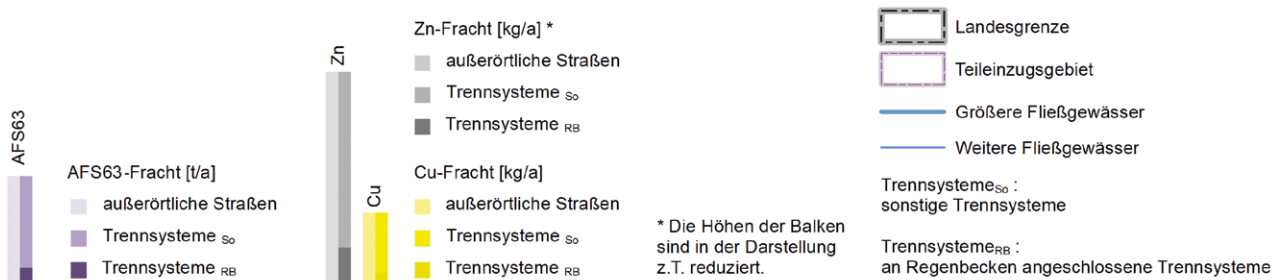 AFS63
AFS63-Fracht [t/a]
außerörtliche Straßen
Trennsysteme So
Trennsysteme RB
Zn
Cu
Zn-Fracht [kg/a] *
außerörtliche Straßen
Trennsysteme So
Trennsysteme RB
Cu-Fracht [kg/a]
außerörtliche Straßen
Trennsysteme So
Trennsysteme RB
* Die Höhen der Balken
sind in der Darstellung
z.T. reduziert.
Landesgrenze
Teileinzugsgebiet
Größere Fließgewässer
Weitere Fließgewässer
TrennsystemeSo :
sonstige Trennsysteme
TrennsystemeRB :
an Regenbecken angeschlossene Trennsysteme